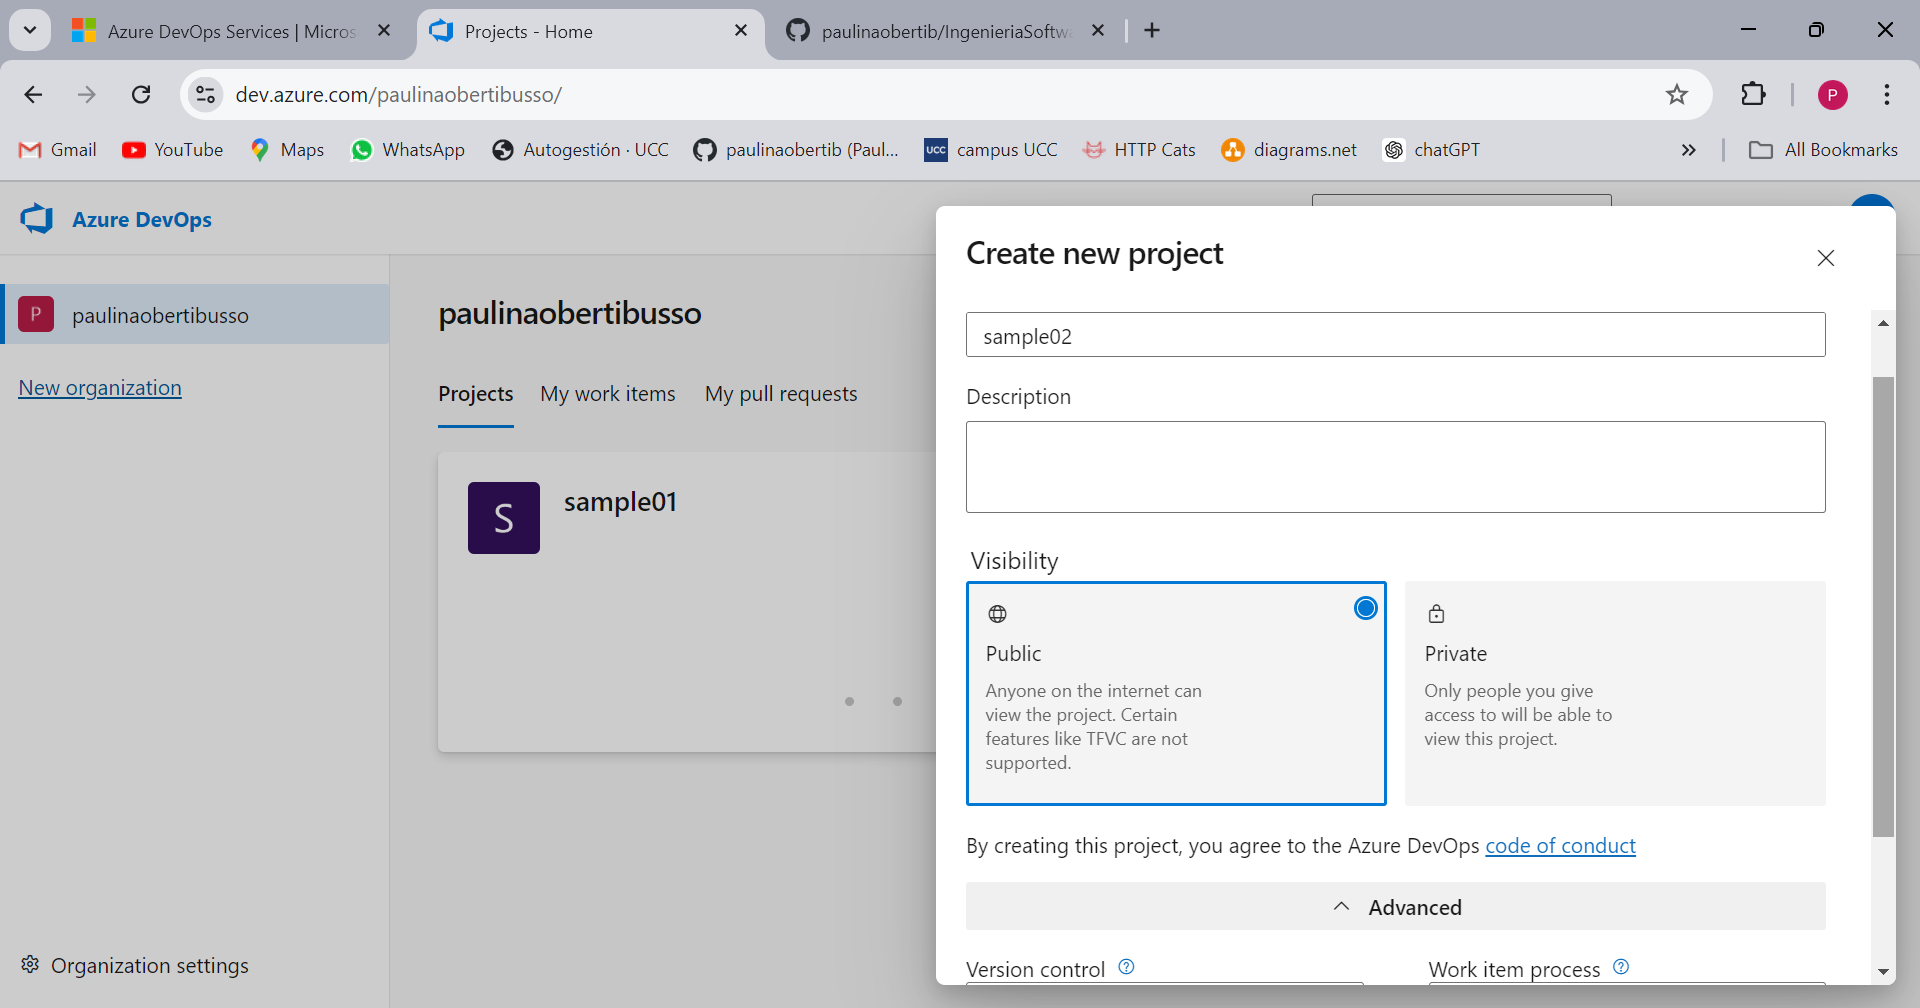 Azure DevOps Services | Micros
Projects - Home
paulinaobertib/IngenieriaSoftw
dev.azure.com/paulinaobertibusso/
P
Gmail
YouTube
Maps
WhatsApp
Autogestión · UCC
paulinaobertib (Paul...
UCC
campus UCC
HTTP Cats
diagrams.net
chatGPT
All Bookmarks
Azure DevOps
P
paulinaobertibusso
New organization
Organization settings
paulinaobertibusso
Projects
My work items
My pull requests
S
sample01
Create new project
sample02
Description
Visibility
Public
Anyone on the internet can
view the project. Certain
features like TFVC are not
supported.
Private
Only people you give
access to will be able to
view this project.
By creating this project, you agree to the Azure DevOps code of conduct
Advanced
Version control
Work item process